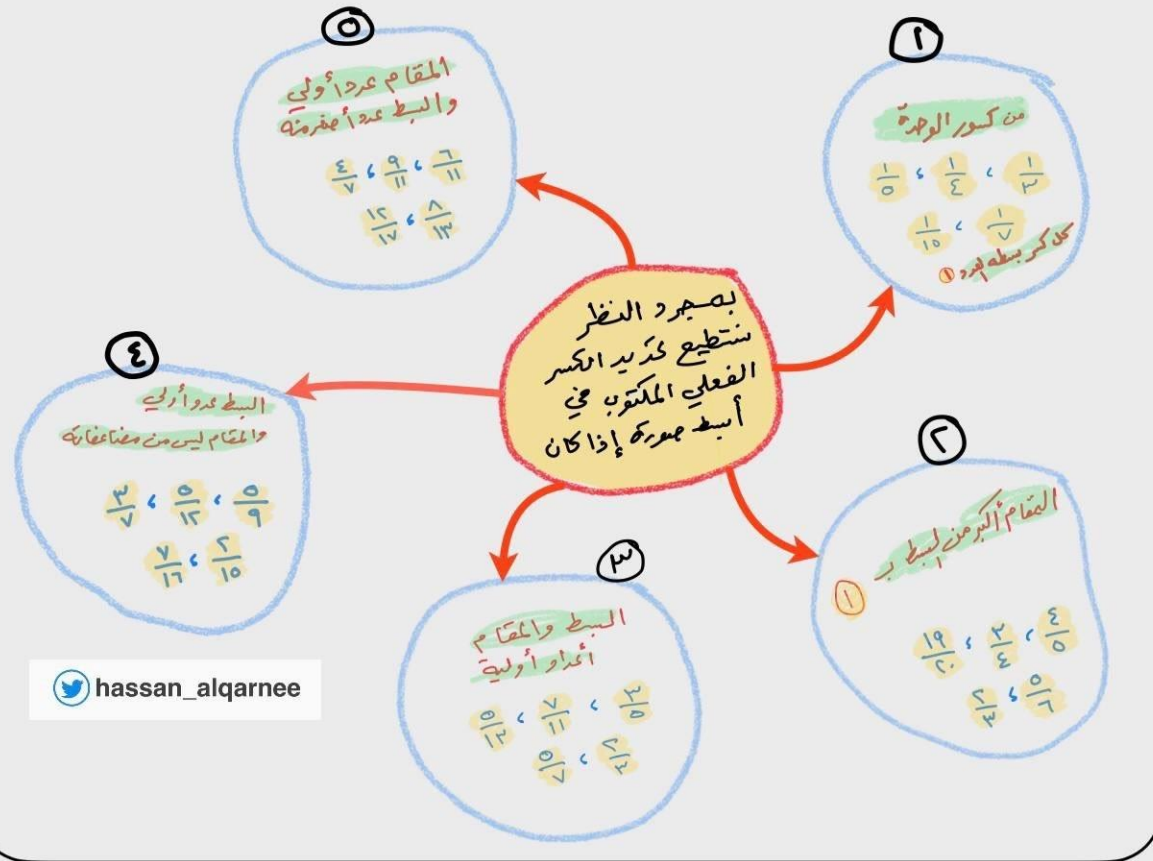 بمجرد النظر
نستطيع تحديد الكسر
الفعلي المكتوب في
أبسط صورة إذا كان
١
من كسور الوحدة
١/٣ ، ١/٤ ، ١/٥
١/٧ ، ١/١٥
كل كسر بسطه العدد ١
٢
المقام أكبر من البسط ب
١
٤/٥ ، ٣/٤ ، ١٩/٢٠
٥/٦ ، ٢/٣
٣
البسط والمقام
أعداد أولية
٣/٥ ، ٧/١١ ، ٥/١٣
٢/٣ ، ٥/٧
٤
البسط عدد أولي
والمقام ليس من مضاعفاته
٥/٩ ، ٥/١٢ ، ٣/٧
٢/١٥ ، ٧/١٦
٥
المقام عدد أولي
والبسط عدد أصغر منه
٦/١١ ، ٩/١١ ، ٤/٧
٨/١٣ ، ١٢/١٧
hassan_alqarnee